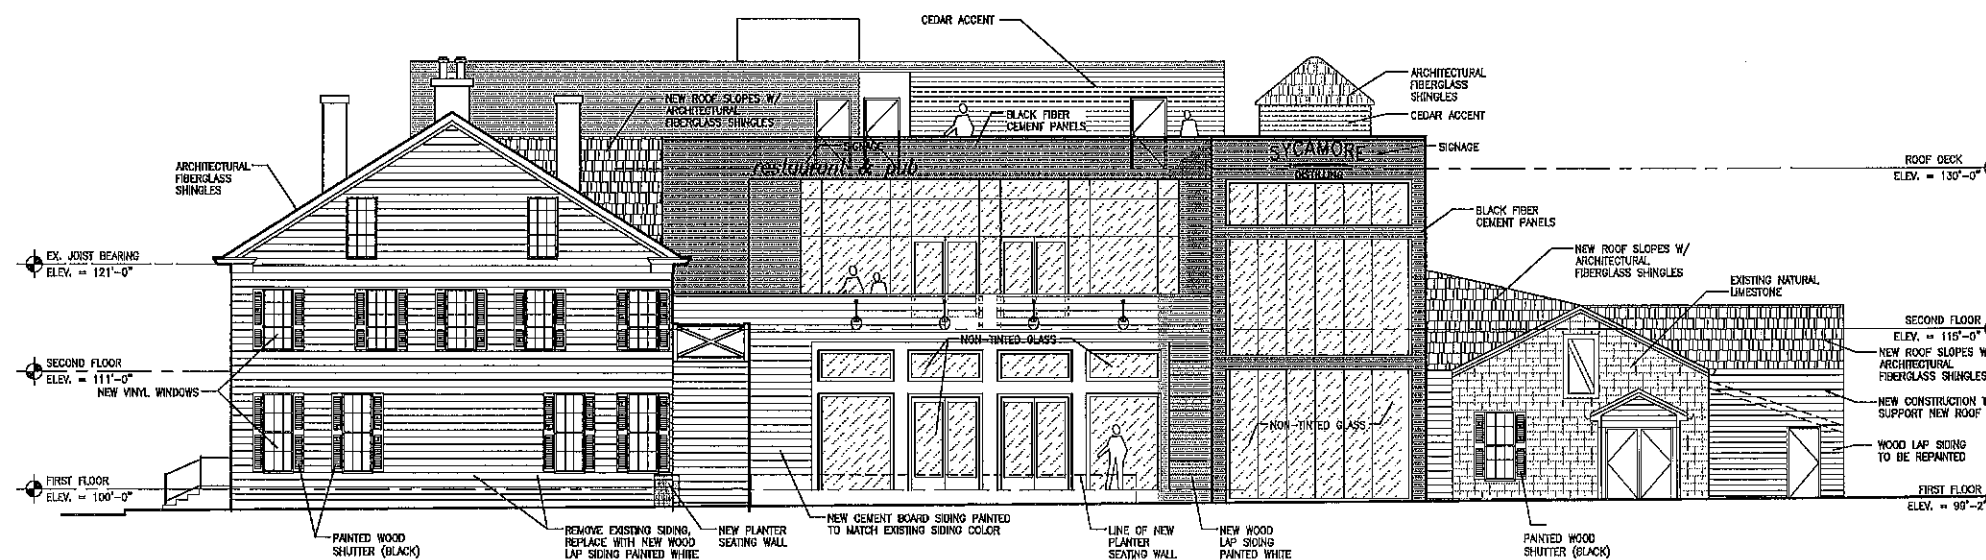 CEDAR ACCENT
ARCHITECTURAL
FIBERGLASS
SHINGLES
CEDAR ACCENT
NEW ROOF SLOPES W/
ARCHITECTURAL
FIBERGLASS SHINGLES
BLACK FIBER
CEMENT PANELS
SIGNAGE
restaurant & pub
SYCAMORE
DISTILLING
SIGNAGE
ROOF DECK
ELEV. = 130'-0"
ARCHITECTURAL
FIBERGLASS
SHINGLES
BLACK FIBER
CEMENT PANELS
NEW ROOF SLOPES W/
ARCHITECTURAL
FIBERGLASS SHINGLES
EX. JOIST BEARING
ELEV. = 121'-0"
EXISTING NATURAL
LIMESTONE
SECOND FLOOR
ELEV. = 115'-0"
NON-TINTED GLASS
NEW ROOF SLOPES W
ARCHITECTURAL
FIBERGLASS SHINGLES
SECOND FLOOR
ELEV. = 111'-0"
NEW VINYL WINDOWS
NEW CONSTRUCTION T
SUPPORT NEW ROOF
NON-TINTED GLASS
WOOD LAP SIDING
TO BE REPAINTED
FIRST FLOOR
ELEV. = 100'-0"
FIRST FLOOR
ELEV. = 99'-2"
PAINTED WOOD
SHUTTER (BLACK)
REMOVE EXISTING SIDING,
REPLACE WITH NEW WOOD
LAP SIDING PAINTED WHITE
NEW PLANTER
SEATING WALL
NEW CEMENT BOARD SIDING PAINTED
TO MATCH EXISTING SIDING COLOR
LINE OF NEW
PLANTER
SEATING WALL
NEW WOOD
LAP SIDING
PAINTED WHITE
PAINTED WOOD
SHUTTER (BLACK)